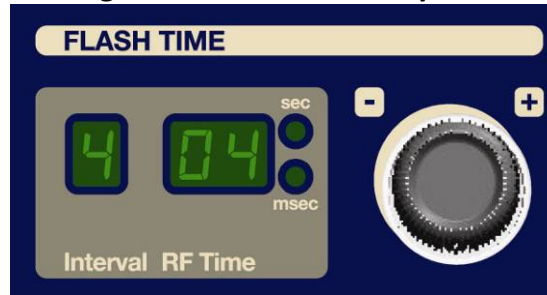 FLASH TIME
sec
- +
4 04
msec
Interval RF Time